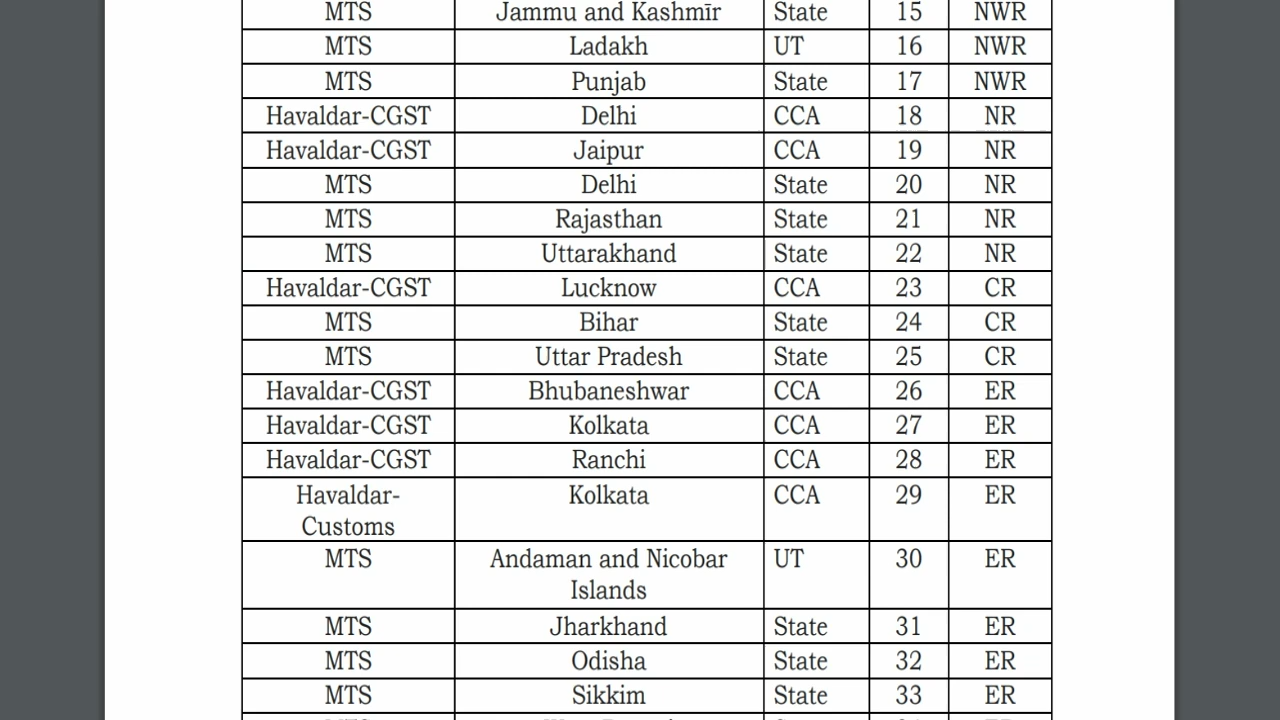 MTS Jammu and Kashmīr State 15 NWR
MTS Ladakh UT 16 NWR
MTS Punjab State 17 NWR
Havaldar-CGST Delhi CCA 18 NR
Havaldar-CGST Jaipur CCA 19 NR
MTS Delhi State 20 NR
MTS Rajasthan State 21 NR
MTS Uttarakhand State 22 NR
Havaldar-CGST Lucknow CCA 23 CR
MTS Bihar State 24 CR
MTS Uttar Pradesh State 25 CR
Havaldar-CGST Bhubaneshwar CCA 26 ER
Havaldar-CGST Kolkata CCA 27 ER
Havaldar-CGST Ranchi CCA 28 ER
Havaldar- Kolkata CCA 29 ER
Customs
MTS Andaman and Nicobar UT 30 ER
Islands
MTS Jharkhand State 31 ER
MTS Odisha State 32 ER
MTS Sikkim State 33 ER